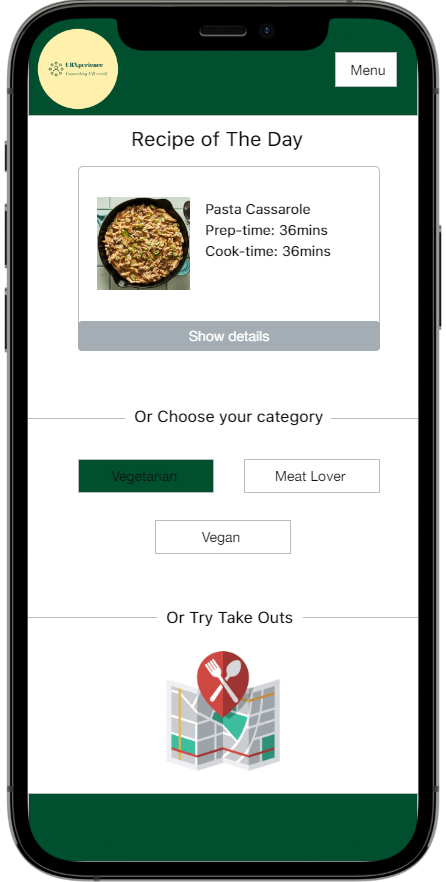 UBXperience
Menu
Recipe of The Day
Pasta Cassarole
Prep-time: 36mins
Cook-time: 36mins
Show details
Or Choose your category
Vegetarian
Meat Lover
Vegan
Or Try Take Outs